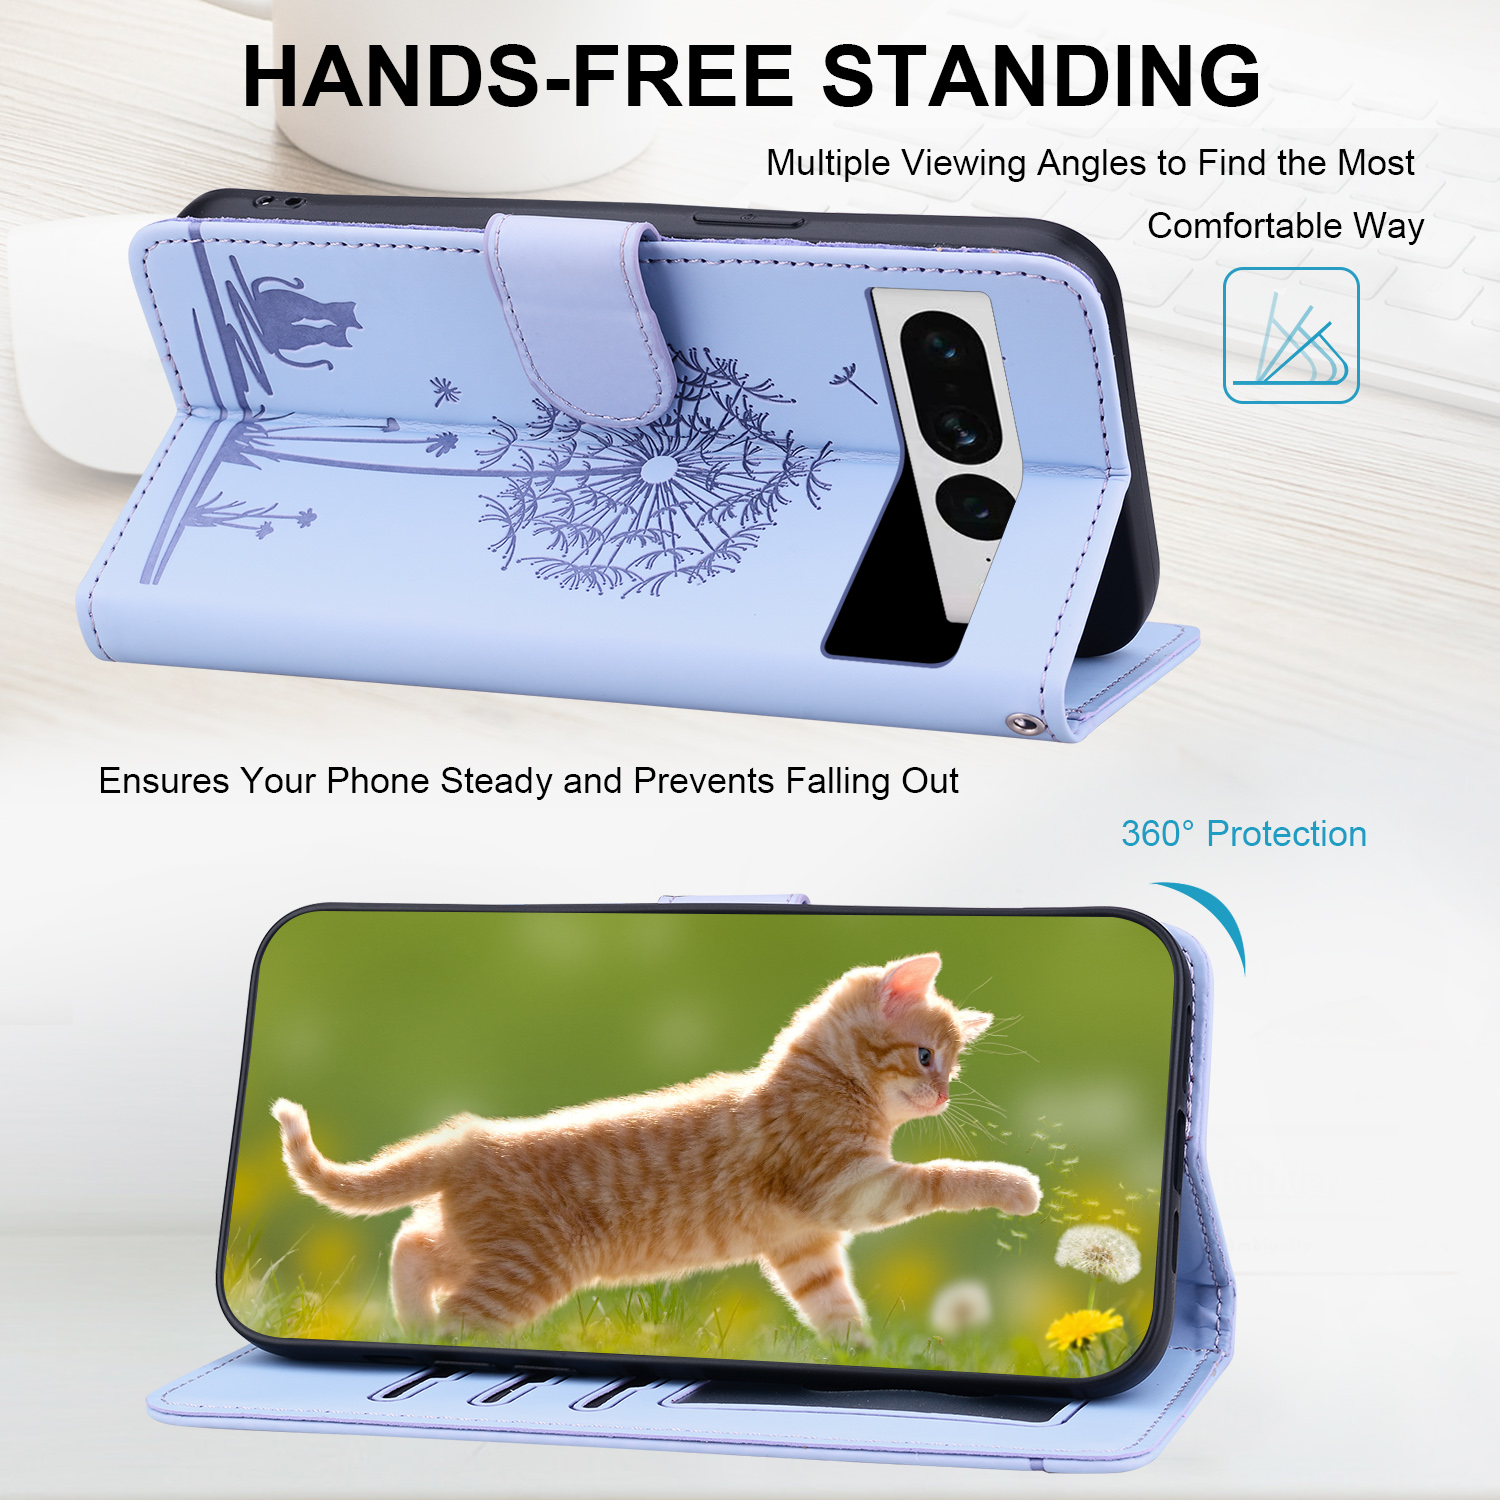 HANDS-FREE STANDING
Multiple Viewing Angles to Find the Most
Comfortable Way
Ensures Your Phone Steady and Prevents Falling Out
360° Protection